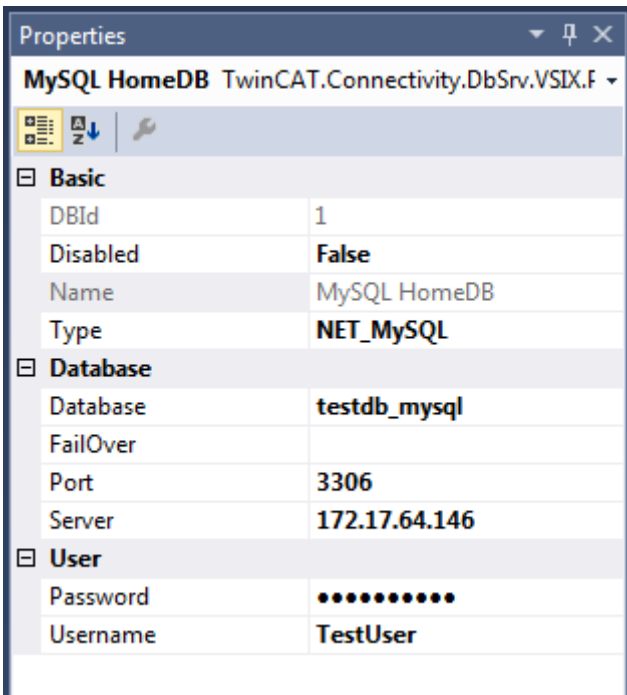 Properties
MySQL HomeDB TwinCAT.Connectivity.DbSrv.VSIX.F
Basic
DBId 1
Disabled False
Name MySQL HomeDB
Type NET_MySQL
Database
Database testdb_mysql
FailOver
Port 3306
Server 172.17.64.146
User
Password ●●●●●●●●●●
Username TestUser